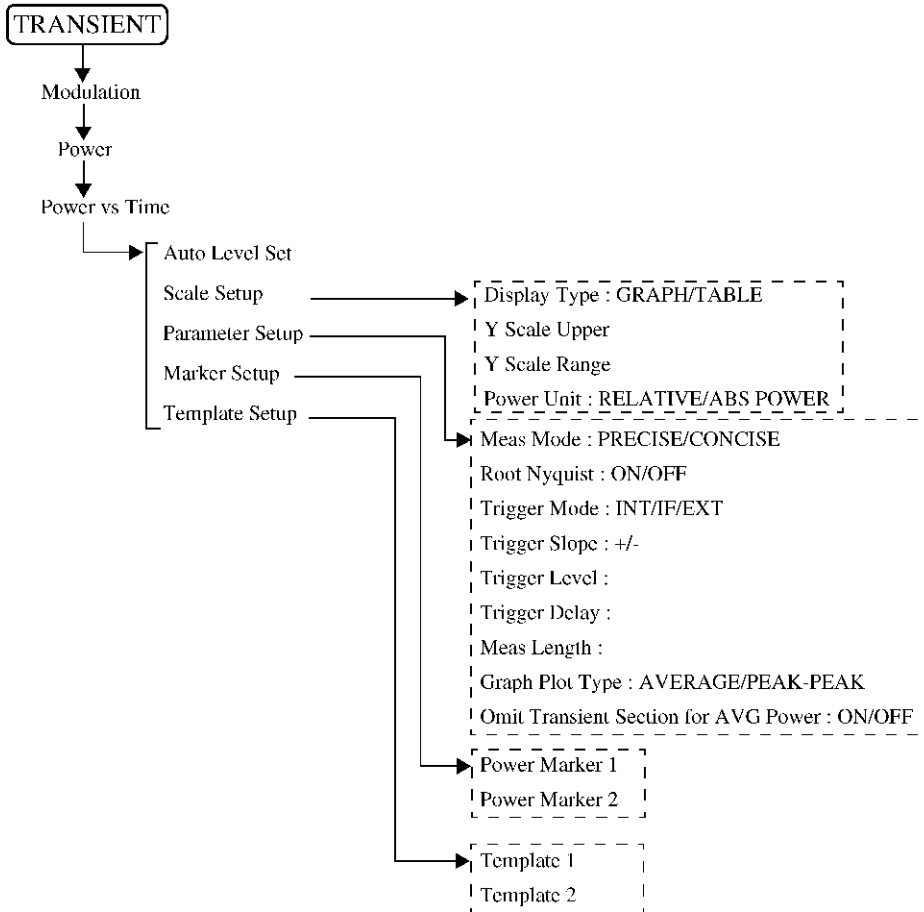 TRANSIENT
Modulation
Power
Power vs Time
Auto Level Set
Scale Setup
Parameter Setup
Marker Setup
Template Setup
Display Type : GRAPH/TABLE
Y Scale Upper
Y Scale Range
Power Unit : RELATIVE/ABS POWER
Meas Mode : PRECISE/CONCISE
Root Nyquist : ON/OFF
Trigger Mode : INT/IF/EXT
Trigger Slope : +/-
Trigger Level :
Trigger Delay :
Meas Length :
Graph Plot Type : AVERAGE/PEAK-PEAK
Omit Transient Section for AVG Power : ON/OFF
Power Marker 1
Power Marker 2
Template 1
Template 2